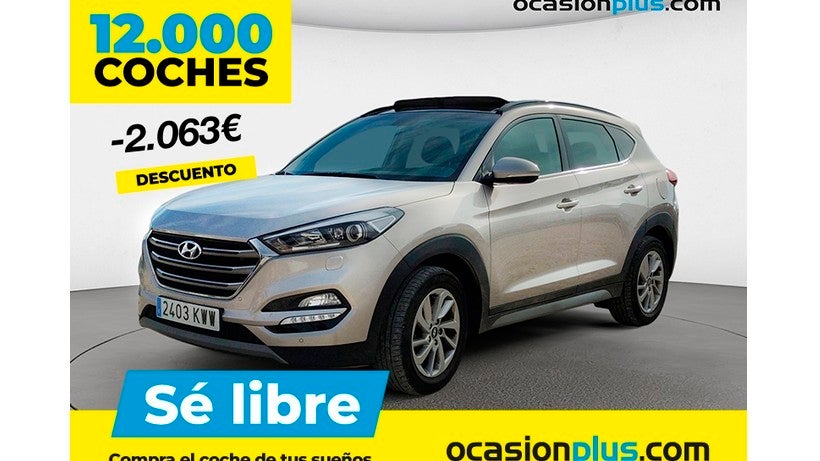 12.000
COCHES
ocasionplus.com
-2.063€
DESCUENTO
2403 KWW
Sé libre
Compra el coche de tus sueños
ocasionplus.com